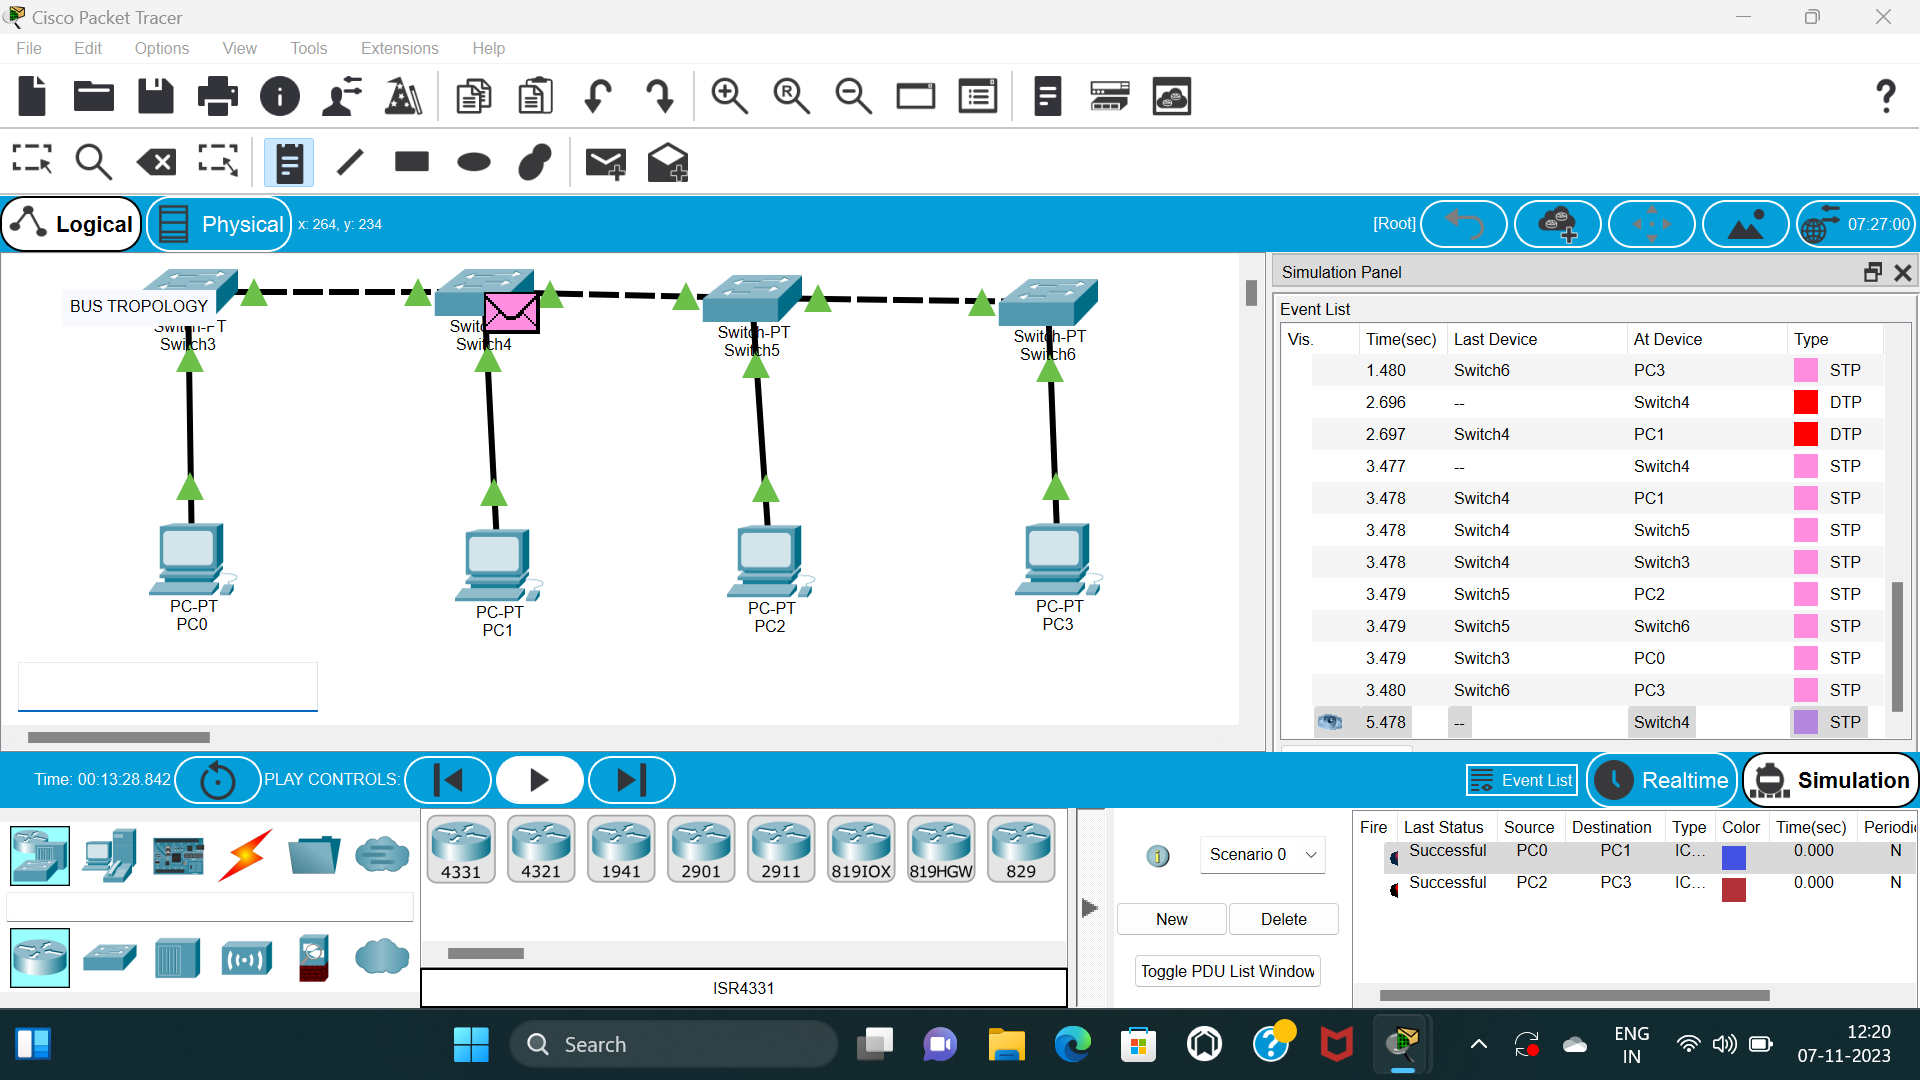 Cisco Packet Tracer
File Edit Options View Tools Extensions Help
Logical Physical x: 264, y: 234 [Root] 07:27:00
BUS TROPOLOGY
Switch3
Switch4
Switch-PT
Switch5
Switch-PT
Switch6
PC-PT
PC0
PC-PT
PC1
PC-PT
PC2
PC-PT
PC3
Simulation Panel
Event List
Vis. Time(sec) Last Device At Device Type
1.480 Switch6 PC3 STP
2.696 -- Switch4 DTP
2.697 Switch4 PC1 DTP
3.477 -- Switch4 STP
3.478 Switch4 PC1 STP
3.478 Switch4 Switch5 STP
3.478 Switch4 Switch3 STP
3.479 Switch5 PC2 STP
3.479 Switch5 Switch6 STP
3.479 Switch3 PC0 STP
3.480 Switch6 PC3 STP
5.478 -- Switch4 STP
Time: 00:13:28.842 PLAY CONTROLS: Event List Realtime Simulation
4331 4321 1941 2901 2911 819IOX 819HGW 829
ISR4331
Scenario 0
New Delete
Toggle PDU List Window
Fire Last Status Source Destination Type Color Time(sec) Periodi
Successful PC0 PC1 IC... 0.000 N
Successful PC2 PC3 IC... 0.000 N
Search
ENG
IN
12:20
07-11-2023